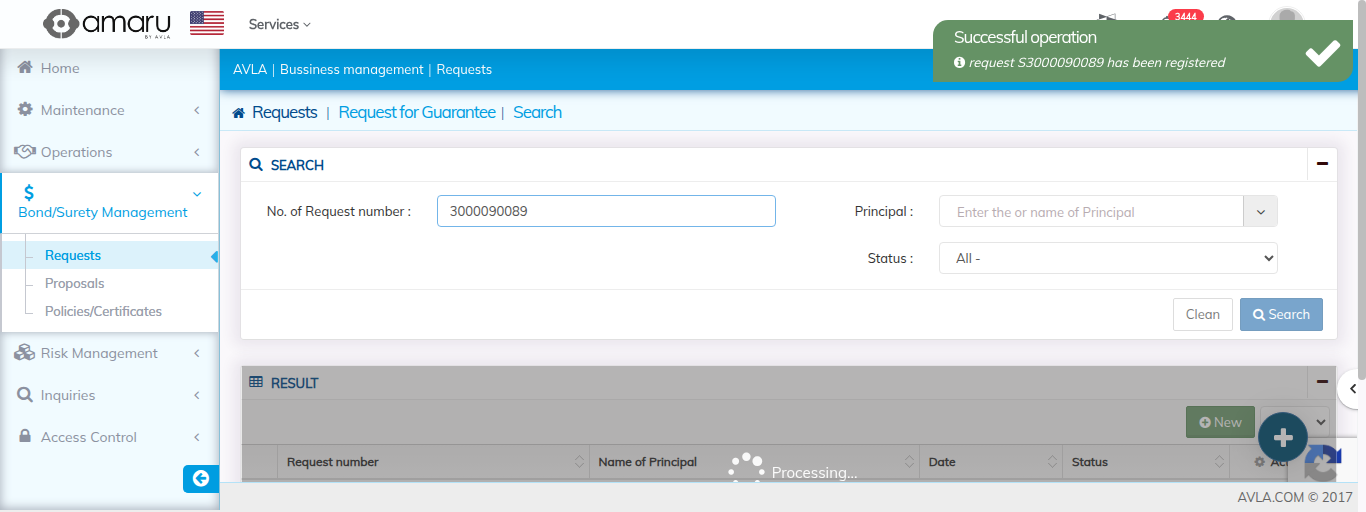 amaru
BY AVLA
Services
3444
Successful operation
request S3000090089 has been registered
Home
Maintenance
Operations
$
Bond/Surety Management
Requests
Proposals
Policies/Certificates
Risk Management
Inquiries
Access Control
AVLA | Bussiness management | Requests
Requests | Request for Guarantee | Search
SEARCH
No. of Request number :
3000090089
Principal :
Enter the or name of Principal
Status :
All -
Clean
Search
RESULT
New
Request number
Name of Principal
Date
Status
Processing...
AVLA.COM © 2017